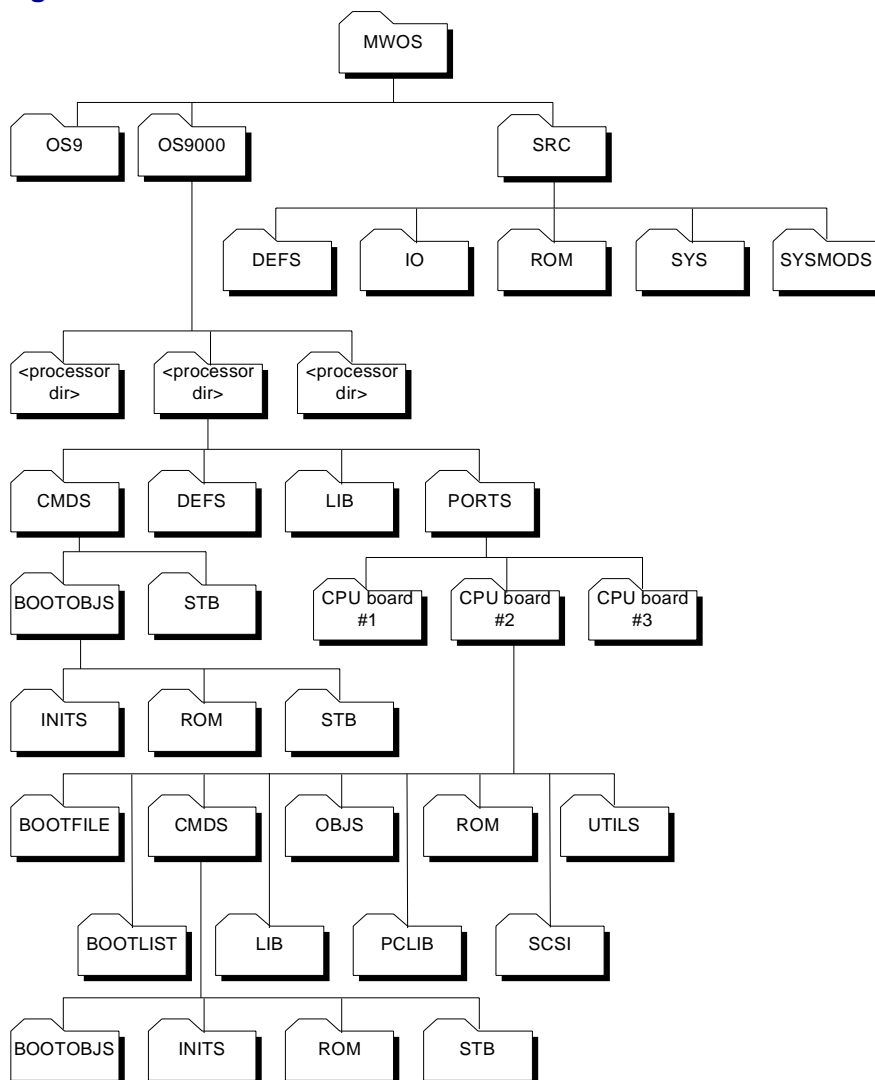 MWOS
OS9 OS9000 SRC
DEFS IO ROM SYS SYSMODS
<processor <processor <processor
dir> dir> dir>
CMDS DEFS LIB PORTS
BOOTOBJS STB CPU board CPU board CPU board
#1 #2 #3
INITS ROM STB
BOOTFILE CMDS OBJS ROM UTILS
BOOTLIST LIB PCLIB SCSI
BOOTOBJS INITS ROM STB